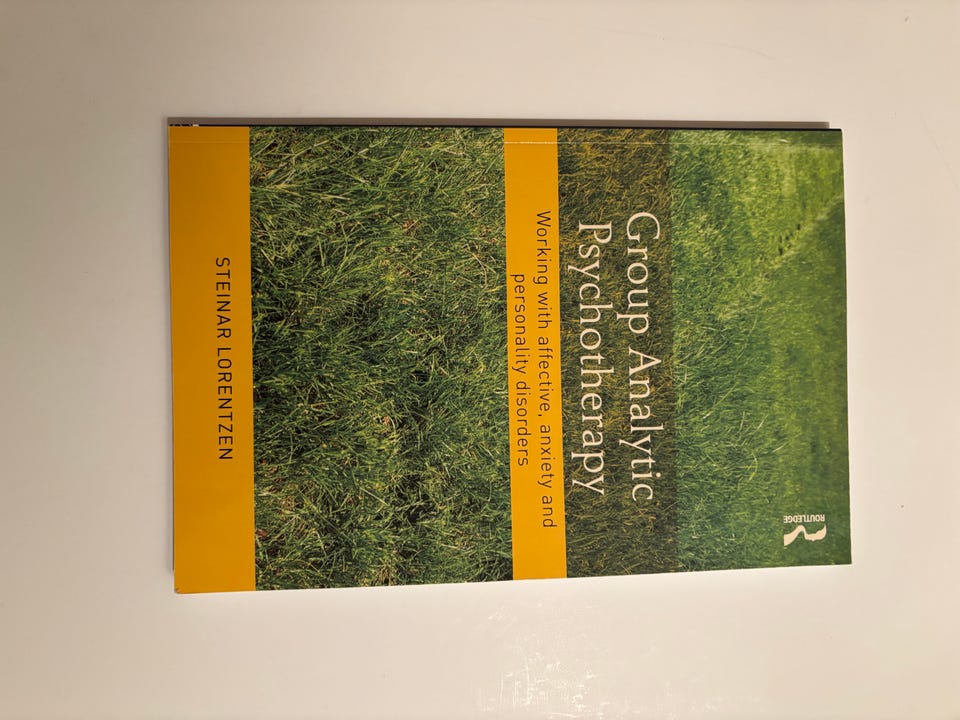 ROUTLEDGE
Group Analytic
Psychotherapy
Working with affective, anxiety and
personality disorders
STEINAR LORENTZEN